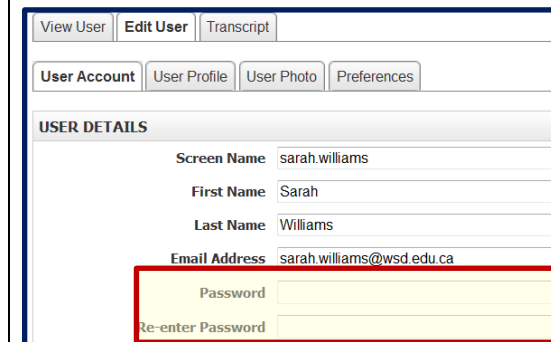 View User Edit User Transcript
User Account User Profile User Photo Preferences
USER DETAILS
Screen Name sarah.williams
First Name Sarah
Last Name Williams
Email Address sarah.williams@wsd.edu.ca
Password
Re-enter Password